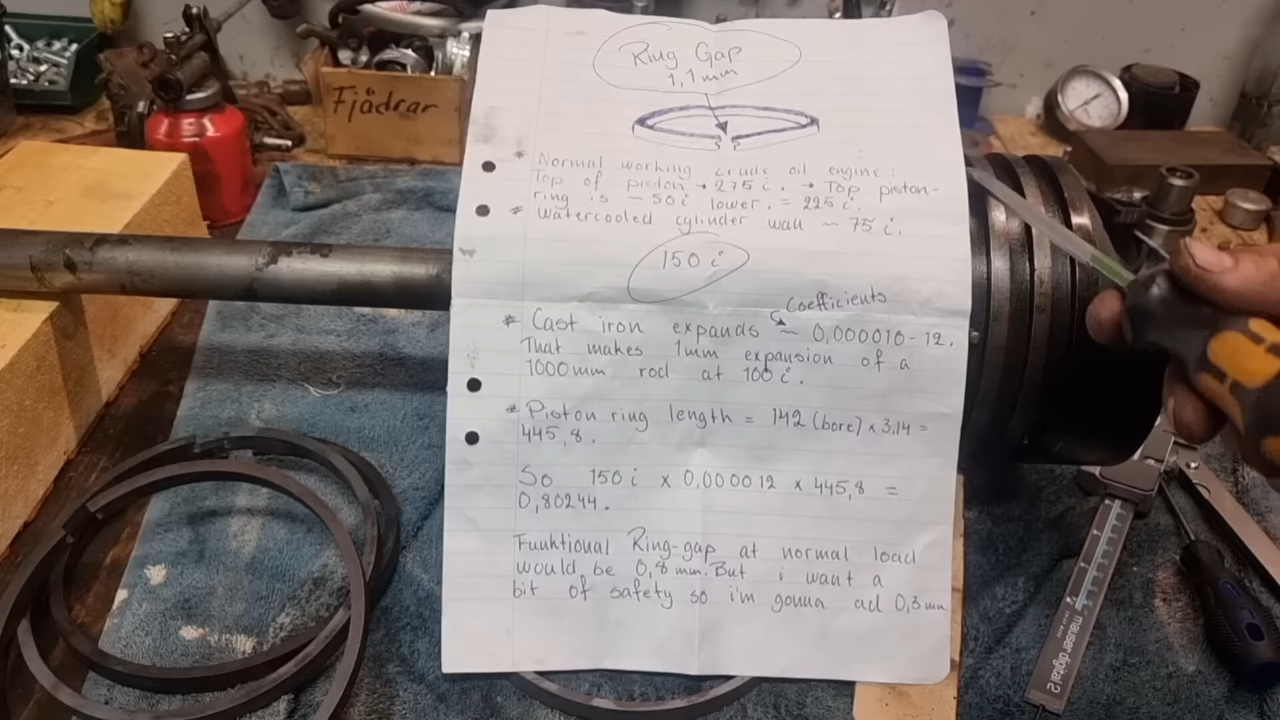 Fjädrar
Ring Gap
1,1 mm
* Normal working crude oil engine:
Top of piston → 275 i. → Top piston-
ring is ~ 50 i lower. = 225 i.
* Watercooled cylinder wall ~ 75 i.
150 i
Coefficients
* Cast iron expands ~ 0,000010-12.
That makes 1mm expansion of a
1000mm rod at 100 i.
* Piston ring length = 142 (bore) x 3,14 =
445,8.
So 150 i x 0,000012 x 445,8 =
0,80244.
Funktional Ring-gap at normal load
would be 0,8 mm. But i want a
bit of safety so i'm gonna ad 0,3 mm
mauser digital 2